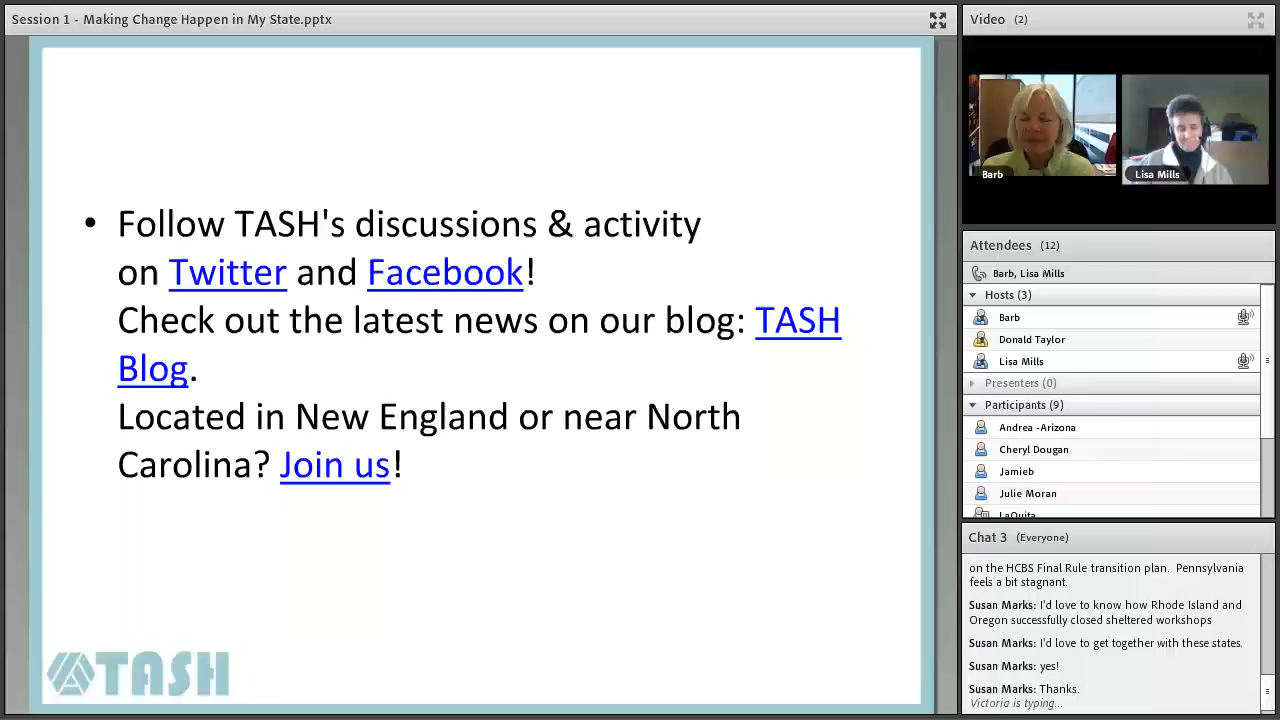 Session 1 - Making Change Happen in My State.pptx
• Follow TASH's discussions & activity
on Twitter and Facebook!
Check out the latest news on our blog: TASH
Blog.
Located in New England or near North
Carolina? Join us!
TASH
Video (2)
Barb
Lisa Mills
Attendees (12)
Barb, Lisa Mills
Hosts (3)
Barb
Donald Taylor
Lisa Mills
Presenters (0)
Participants (9)
Andrea -Arizona
Cheryl Dougan
Jamieb
Julie Moran
LaQuita
Chat 3 (Everyone)
on the HCBS Final Rule transition plan. Pennsylvania
feels a bit stagnant.
Susan Marks: I'd love to know how Rhode Island and
Oregon successfully closed sheltered workshops
Susan Marks: I'd love to get together with these states.
Susan Marks: yes!
Susan Marks: Thanks.
Victoria is typing...